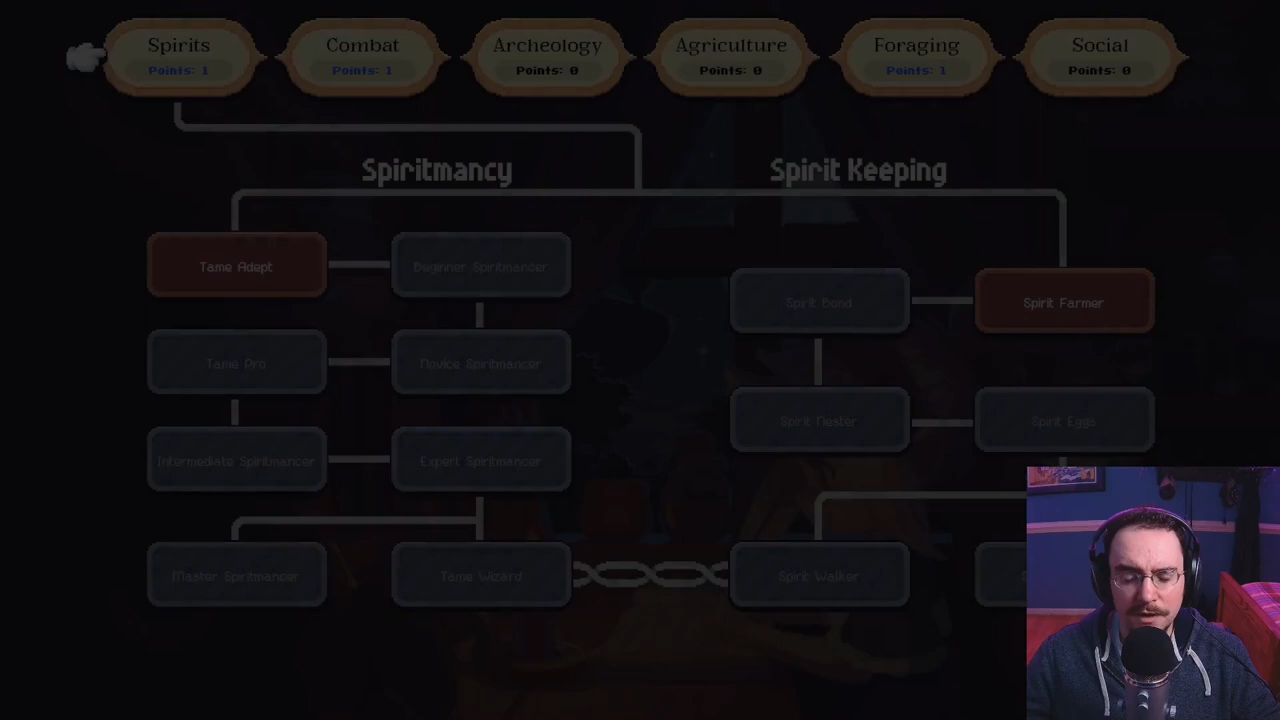 Spirits
Points: 1
Combat
Points: 1
Archeology
Points: 0
Agriculture
Points: 0
Foraging
Points: 1
Social
Points: 0
Spiritmancy
Spirit Keeping
Tame Adept
Beginner Spiritmancer
Spirit Bond
Spirit Farmer
Tame Pro
Novice Spiritmancer
Spirit Nester
Spirit Eggs
Intermediate Spiritmancer
Expert Spiritmancer
Master Spiritmancer
Tame Wizard
Spirit Walker